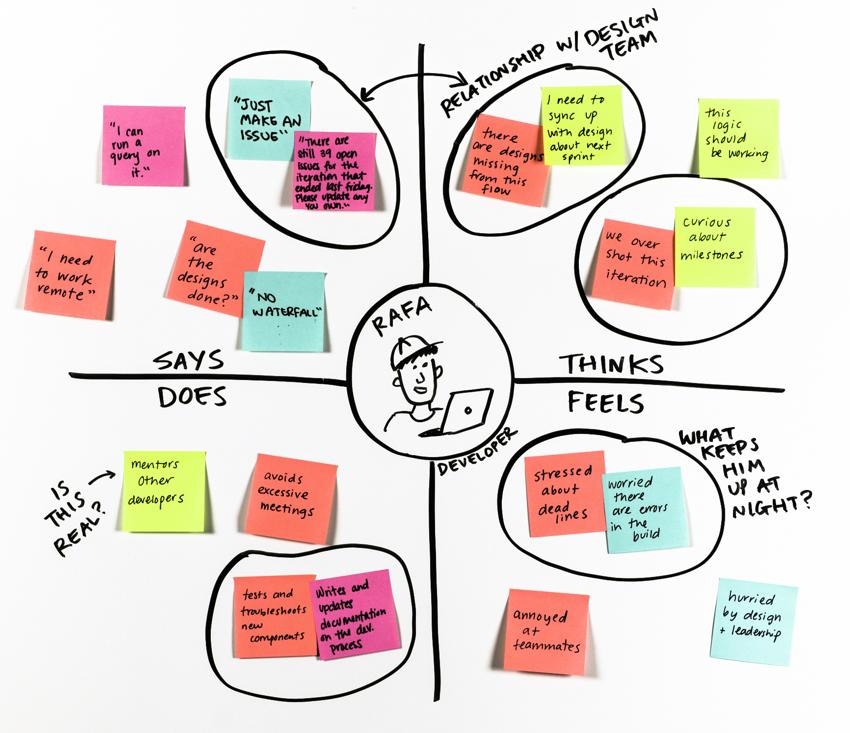 RELATIONSHIP W/ DESIGN
TEAM
"JUST
MAKE AN
ISSUE"
"There are
still 39 open
issues for the
iteration that
ended last friday.
Please update any
you own."
"I can
run a
query on
it."
"I need
to work
remote"
"are
the
designs
done?"
"NO
WATERFALL"
SAYS
there
are designs
missing
from this
flow
I need to
sync up
with design
about next
sprint
this
logic
should
be working
we over
shot this
iteration
curious
about
milestones
THINKS
RAFA
DEVELOPER
DOES
IS
THIS
REAL?
mentors
other
developers
avoids
excessive
meetings
tests and
troubleshoots
new
components
Writes and
updates
documentation
on the dev.
process
FEELS
WHAT
KEEPS
HIM
UP AT
NIGHT?
stressed
about
dead
lines
worried
there
are errors
in the
build
annoyed
at
teammates
hurried
by design
+ leadership